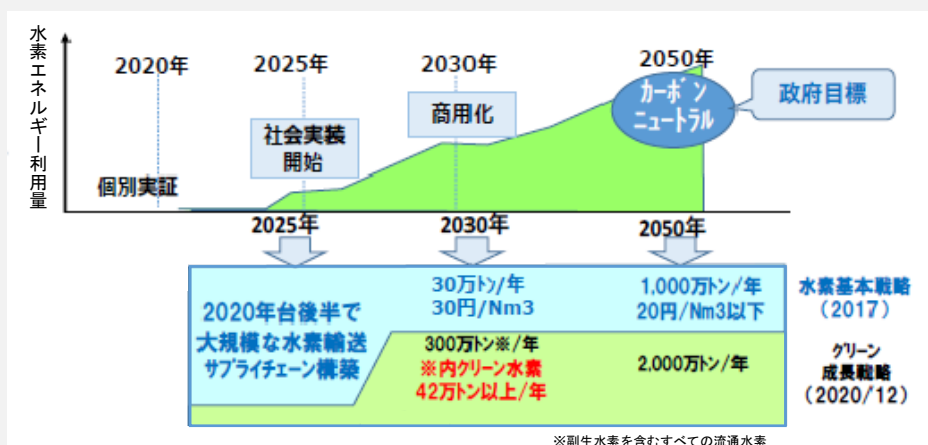 水素エネルギー利用量
2020年
2025年
2030年
2050年
個別実証
社会実装
開始
商用化
カーボン
ニュートラル
政府目標
2025年
2030年
2050年
2020年台後半で
大規模な水素輸送
サプライチェーン構築
30万トン/年
30円/Nm3
1,000万トン/年
20円/Nm3以下
水素基本戦略
(2017)
300万トン※/年
※内クリーン水素
42万トン以上/年
2,000万トン/年
グリーン
成長戦略
(2020/12)
※副生水素を含むすべての流通水素